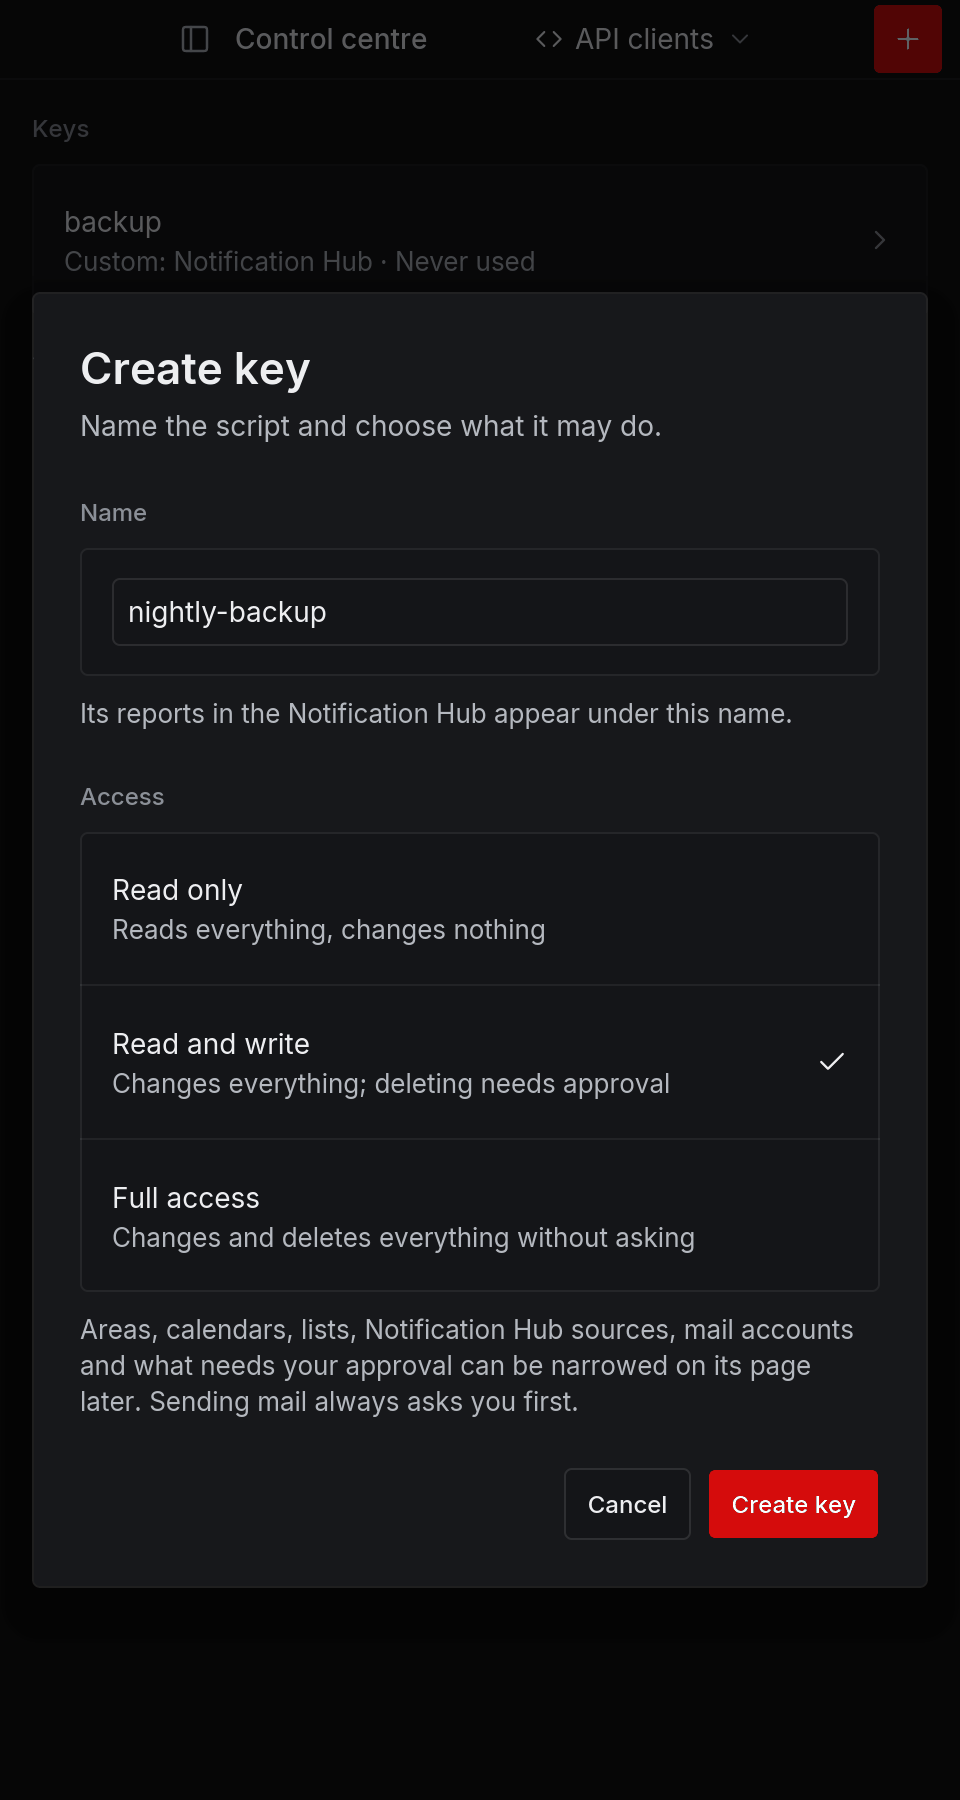 Control centre
API clients
Keys
backup
Custom: Notification Hub · Never used
Create key
Name the script and choose what it may do.
Name
nightly-backup
Its reports in the Notification Hub appear under this name.
Access
Read only
Reads everything, changes nothing
Read and write
Changes everything; deleting needs approval
Full access
Changes and deletes everything without asking
Areas, calendars, lists, Notification Hub sources, mail accounts
and what needs your approval can be narrowed on its page
later. Sending mail always asks you first.
Cancel
Create key